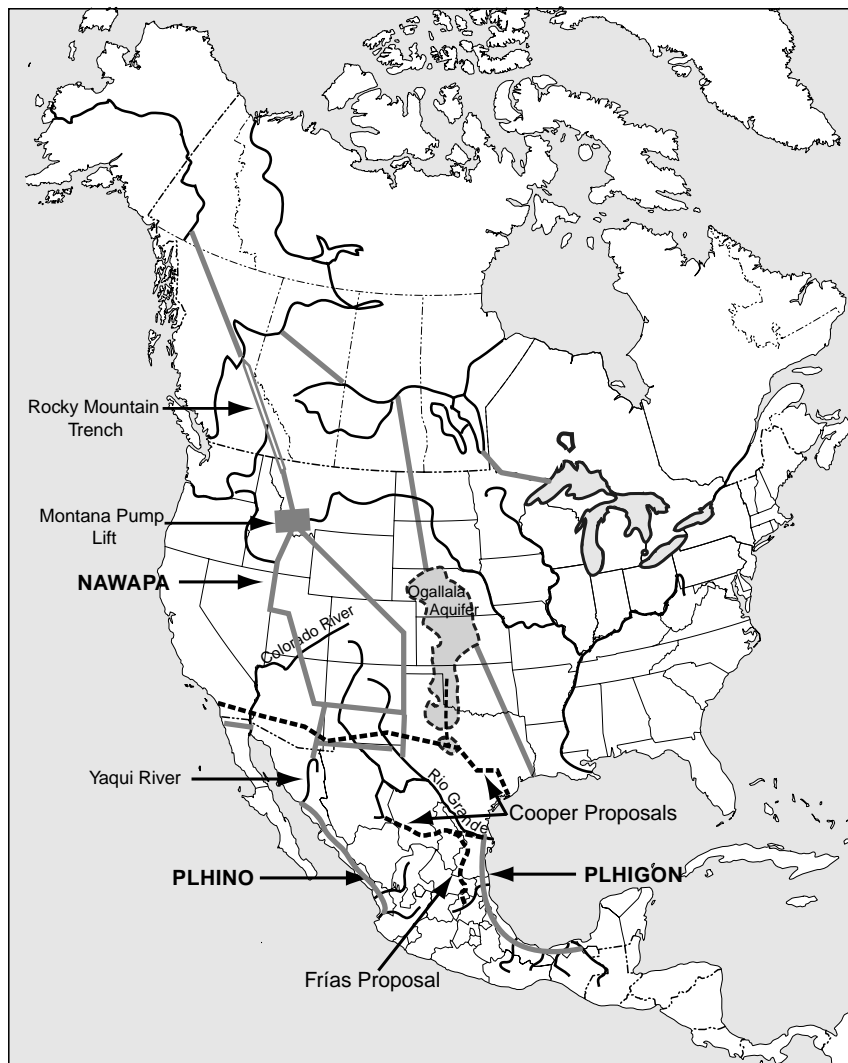 Rocky Mountain
Trench
Montana Pump
Lift
NAWAPA
Ogallala
Aquifer
Colorado River
Yaqui River
Rio Grande
Cooper Proposals
PLHINO
PLHIGON
Frías Proposal